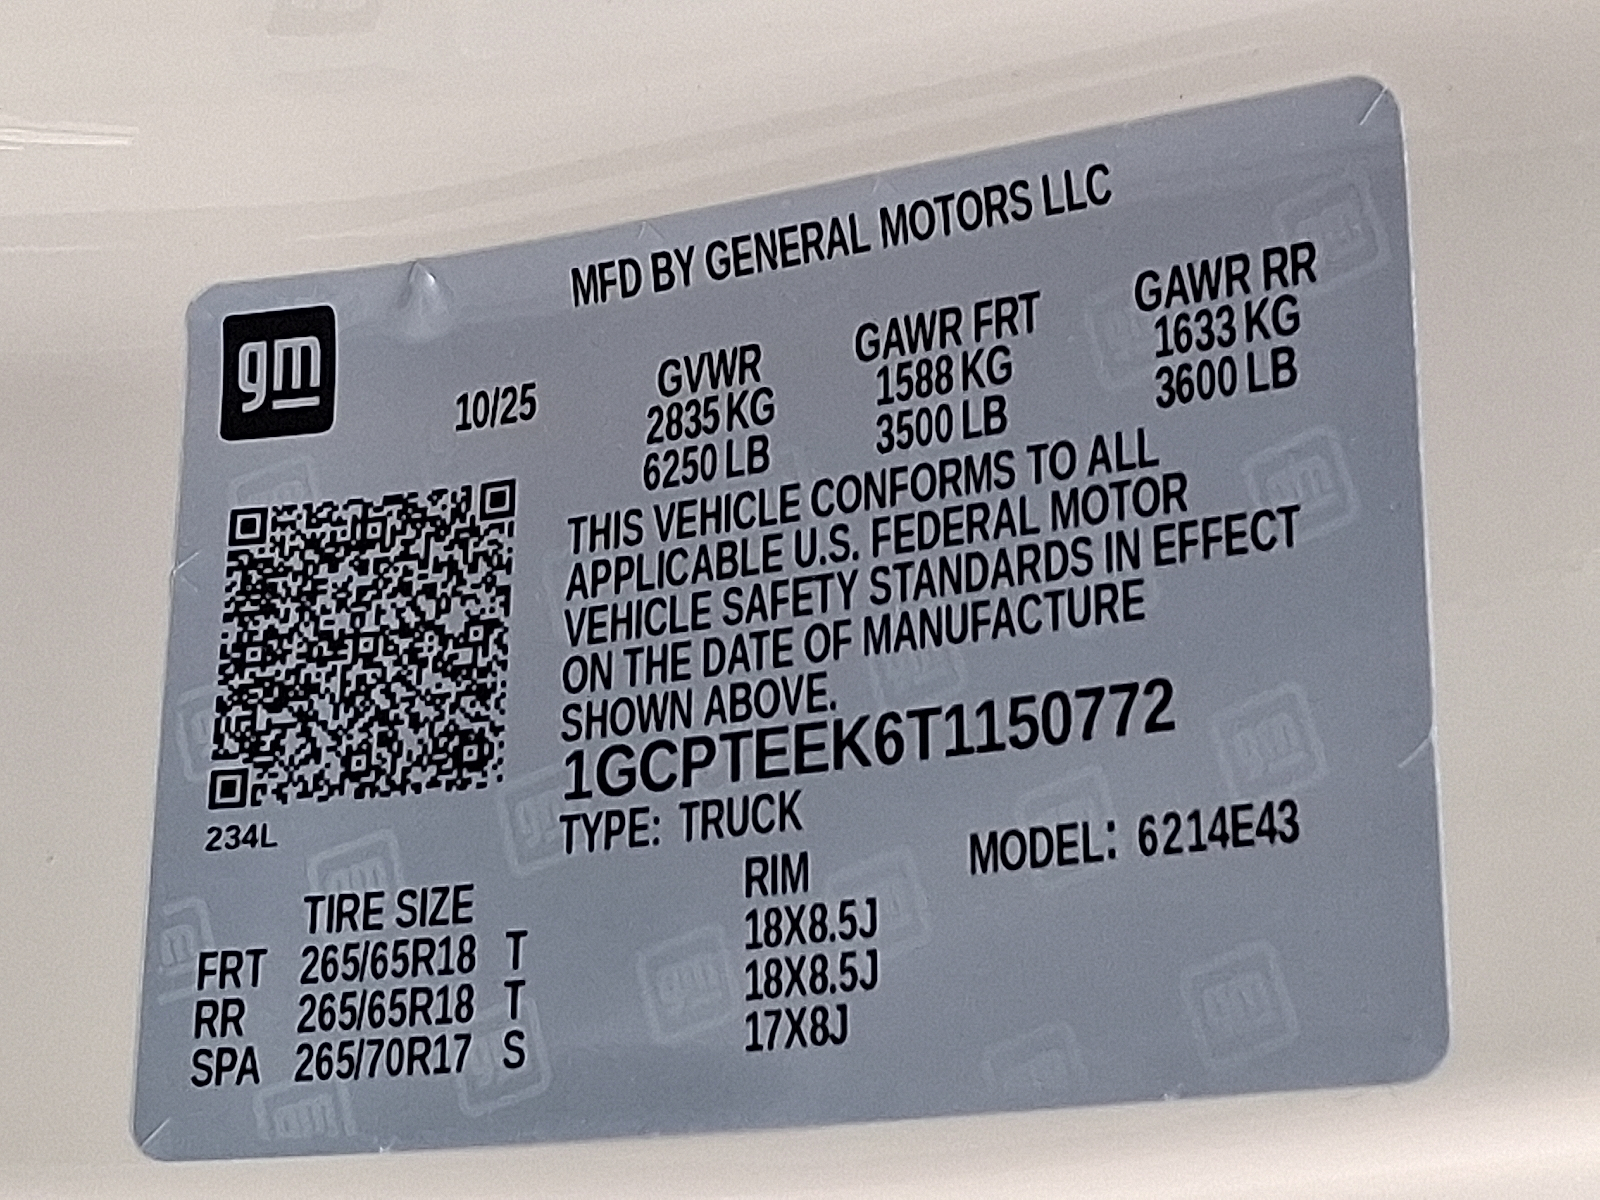 MFD BY GENERAL MOTORS LLC
gm
10/25
GVWR GAWR FRT GAWR RR
2835 KG 1588 KG 1633 KG
6250 LB 3500 LB 3600 LB
THIS VEHICLE CONFORMS TO ALL
APPLICABLE U.S. FEDERAL MOTOR
VEHICLE SAFETY STANDARDS IN EFFECT
ON THE DATE OF MANUFACTURE
SHOWN ABOVE.
1GCPTEEK6T1150772
234L
TYPE: TRUCK MODEL: 6214E43
TIRE SIZE RIM
FRT 265/65R18 T 18X8.5J
RR 265/65R18 T 18X8.5J
SPA 265/70R17 S 17X8J